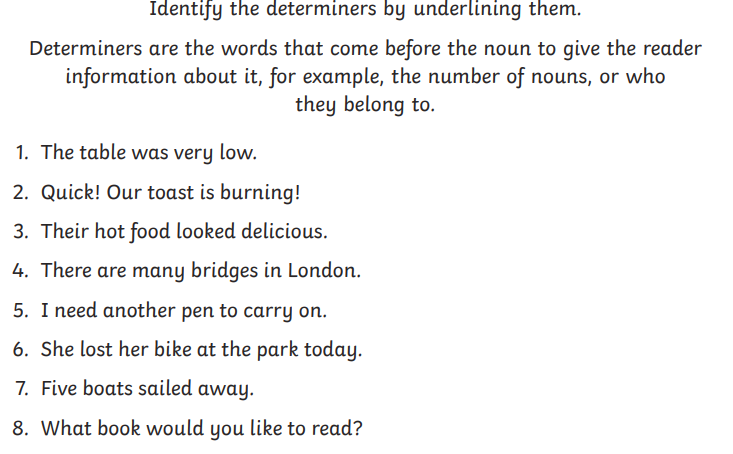 Identify the determiners by underlining them.
Determiners are the words that come before the noun to give the reader
information about it, for example, the number of nouns, or who
they belong to.
1. The table was very low.
2. Quick! Our toast is burning!
3. Their hot food looked delicious.
4. There are many bridges in London.
5. I need another pen to carry on.
6. She lost her bike at the park today.
7. Five boats sailed away.
8. What book would you like to read?